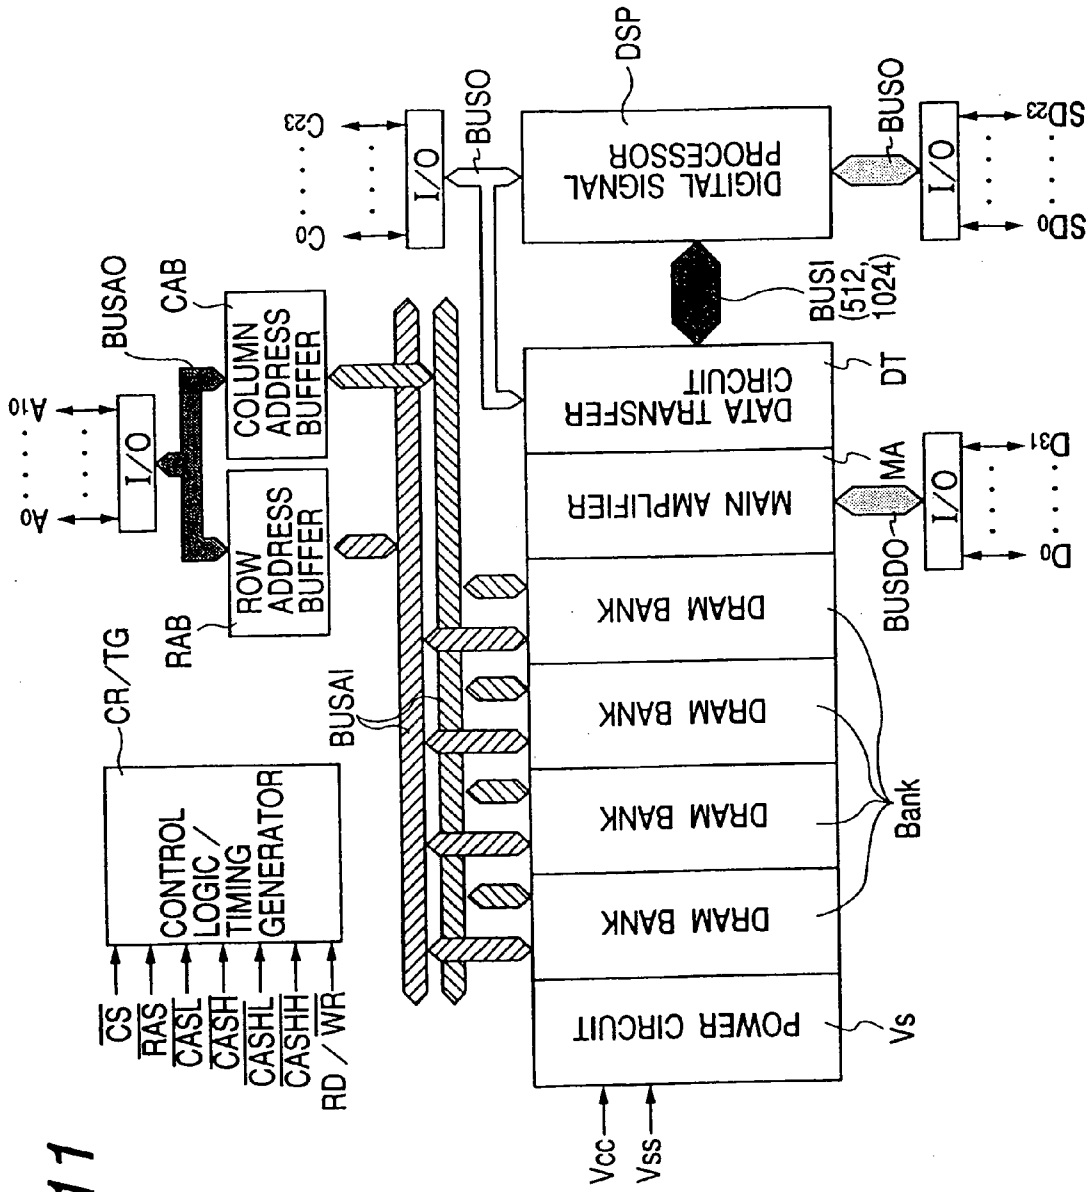 11
CS
RAS
CASL
CASH
CASHL
CASHH
RD / WR
CONTROL
LOGIC /
TIMING
GENERATOR
CR/TG
A0
A10
I/O
BUSAO
CAB
RAB
ROW
ADDRESS
BUFFER
COLUMN
ADDRESS
BUFFER
BUSAI
C0
C23
I/O
BUSO
DSP
Vcc
Vss
POWER CIRCUIT
DRAM BANK
DRAM BANK
DRAM BANK
DRAM BANK
MAIN AMPLIFIER
DATA TRANSFER
CIRCUIT
DIGITAL SIGNAL
PROCESSOR
BUSI
(512,
1024)
Vs
Bank
MA
DT
BUSDO
I/O
D0
D31
BUSO
I/O
SD0
SD23